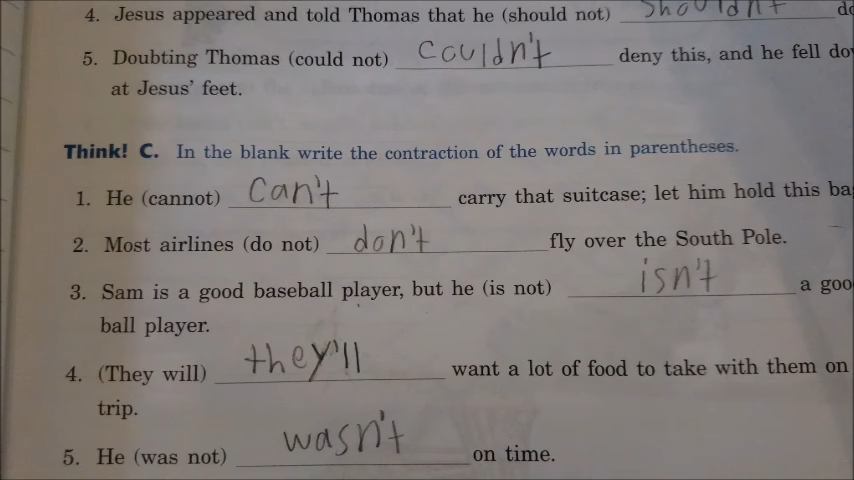 4. Jesus appeared and told Thomas that he (should not) shouldn't
5. Doubting Thomas (could not) couldn't deny this, and he fell
at Jesus' feet.
Think! C. In the blank write the contraction of the words in parentheses.
1. He (cannot) can't carry that suitcase; let him hold this
2. Most airlines (do not) don't fly over the South Pole.
3. Sam is a good baseball player, but he (is not) isn't a
ball player.
4. (They will) they'll want a lot of food to take with them on
trip.
5. He (was not) wasn't on time.